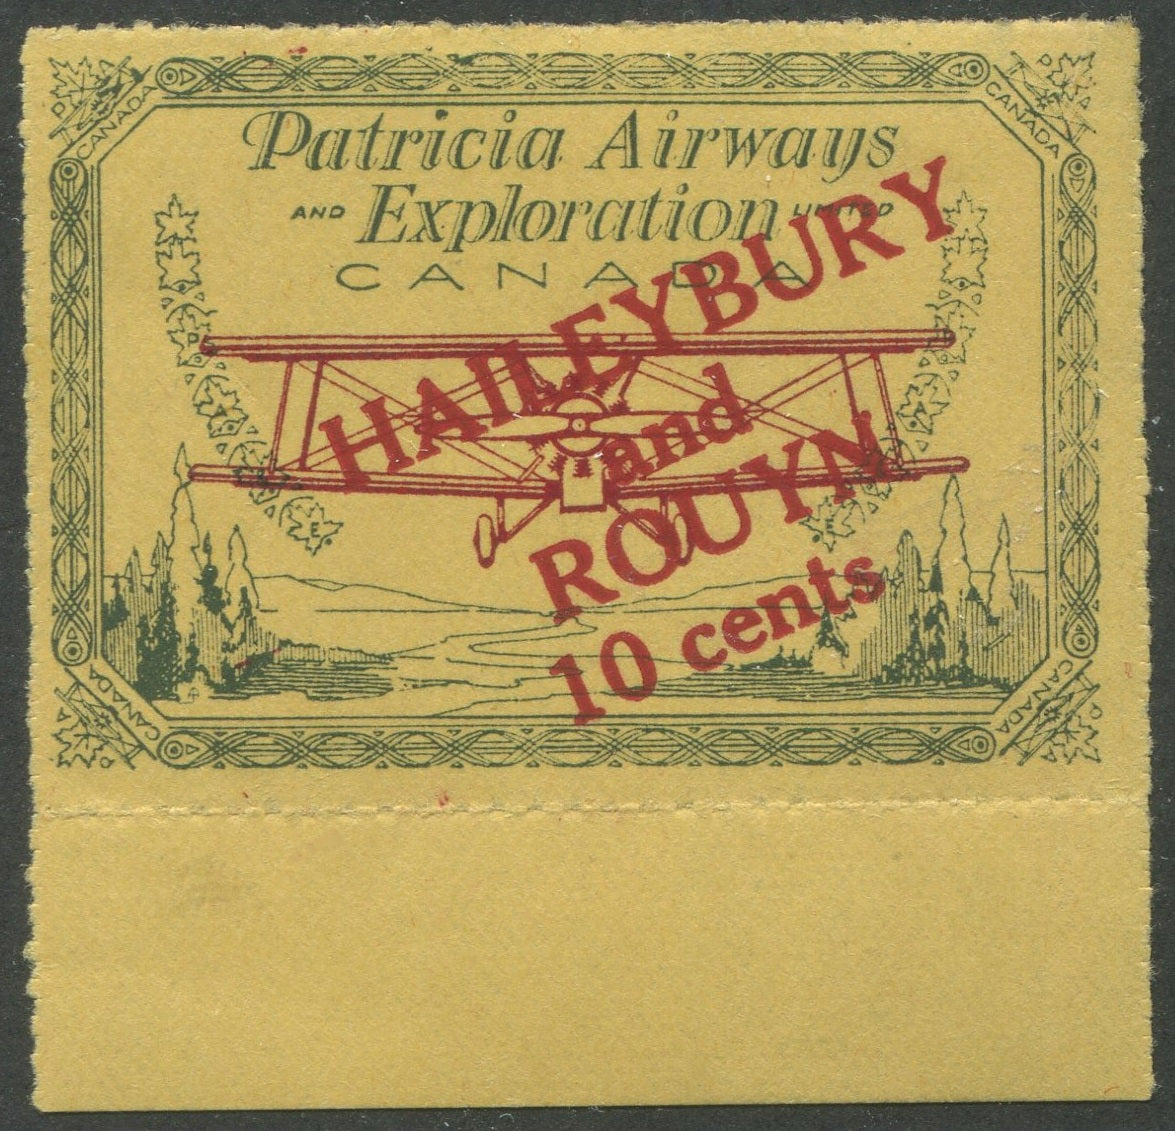 Patricia Airways
AND Exploration LIMITED
CANADA
HAILEYBURY
and
ROUYN
10 cents
CANADA
CANADA
CANADA
CANADA